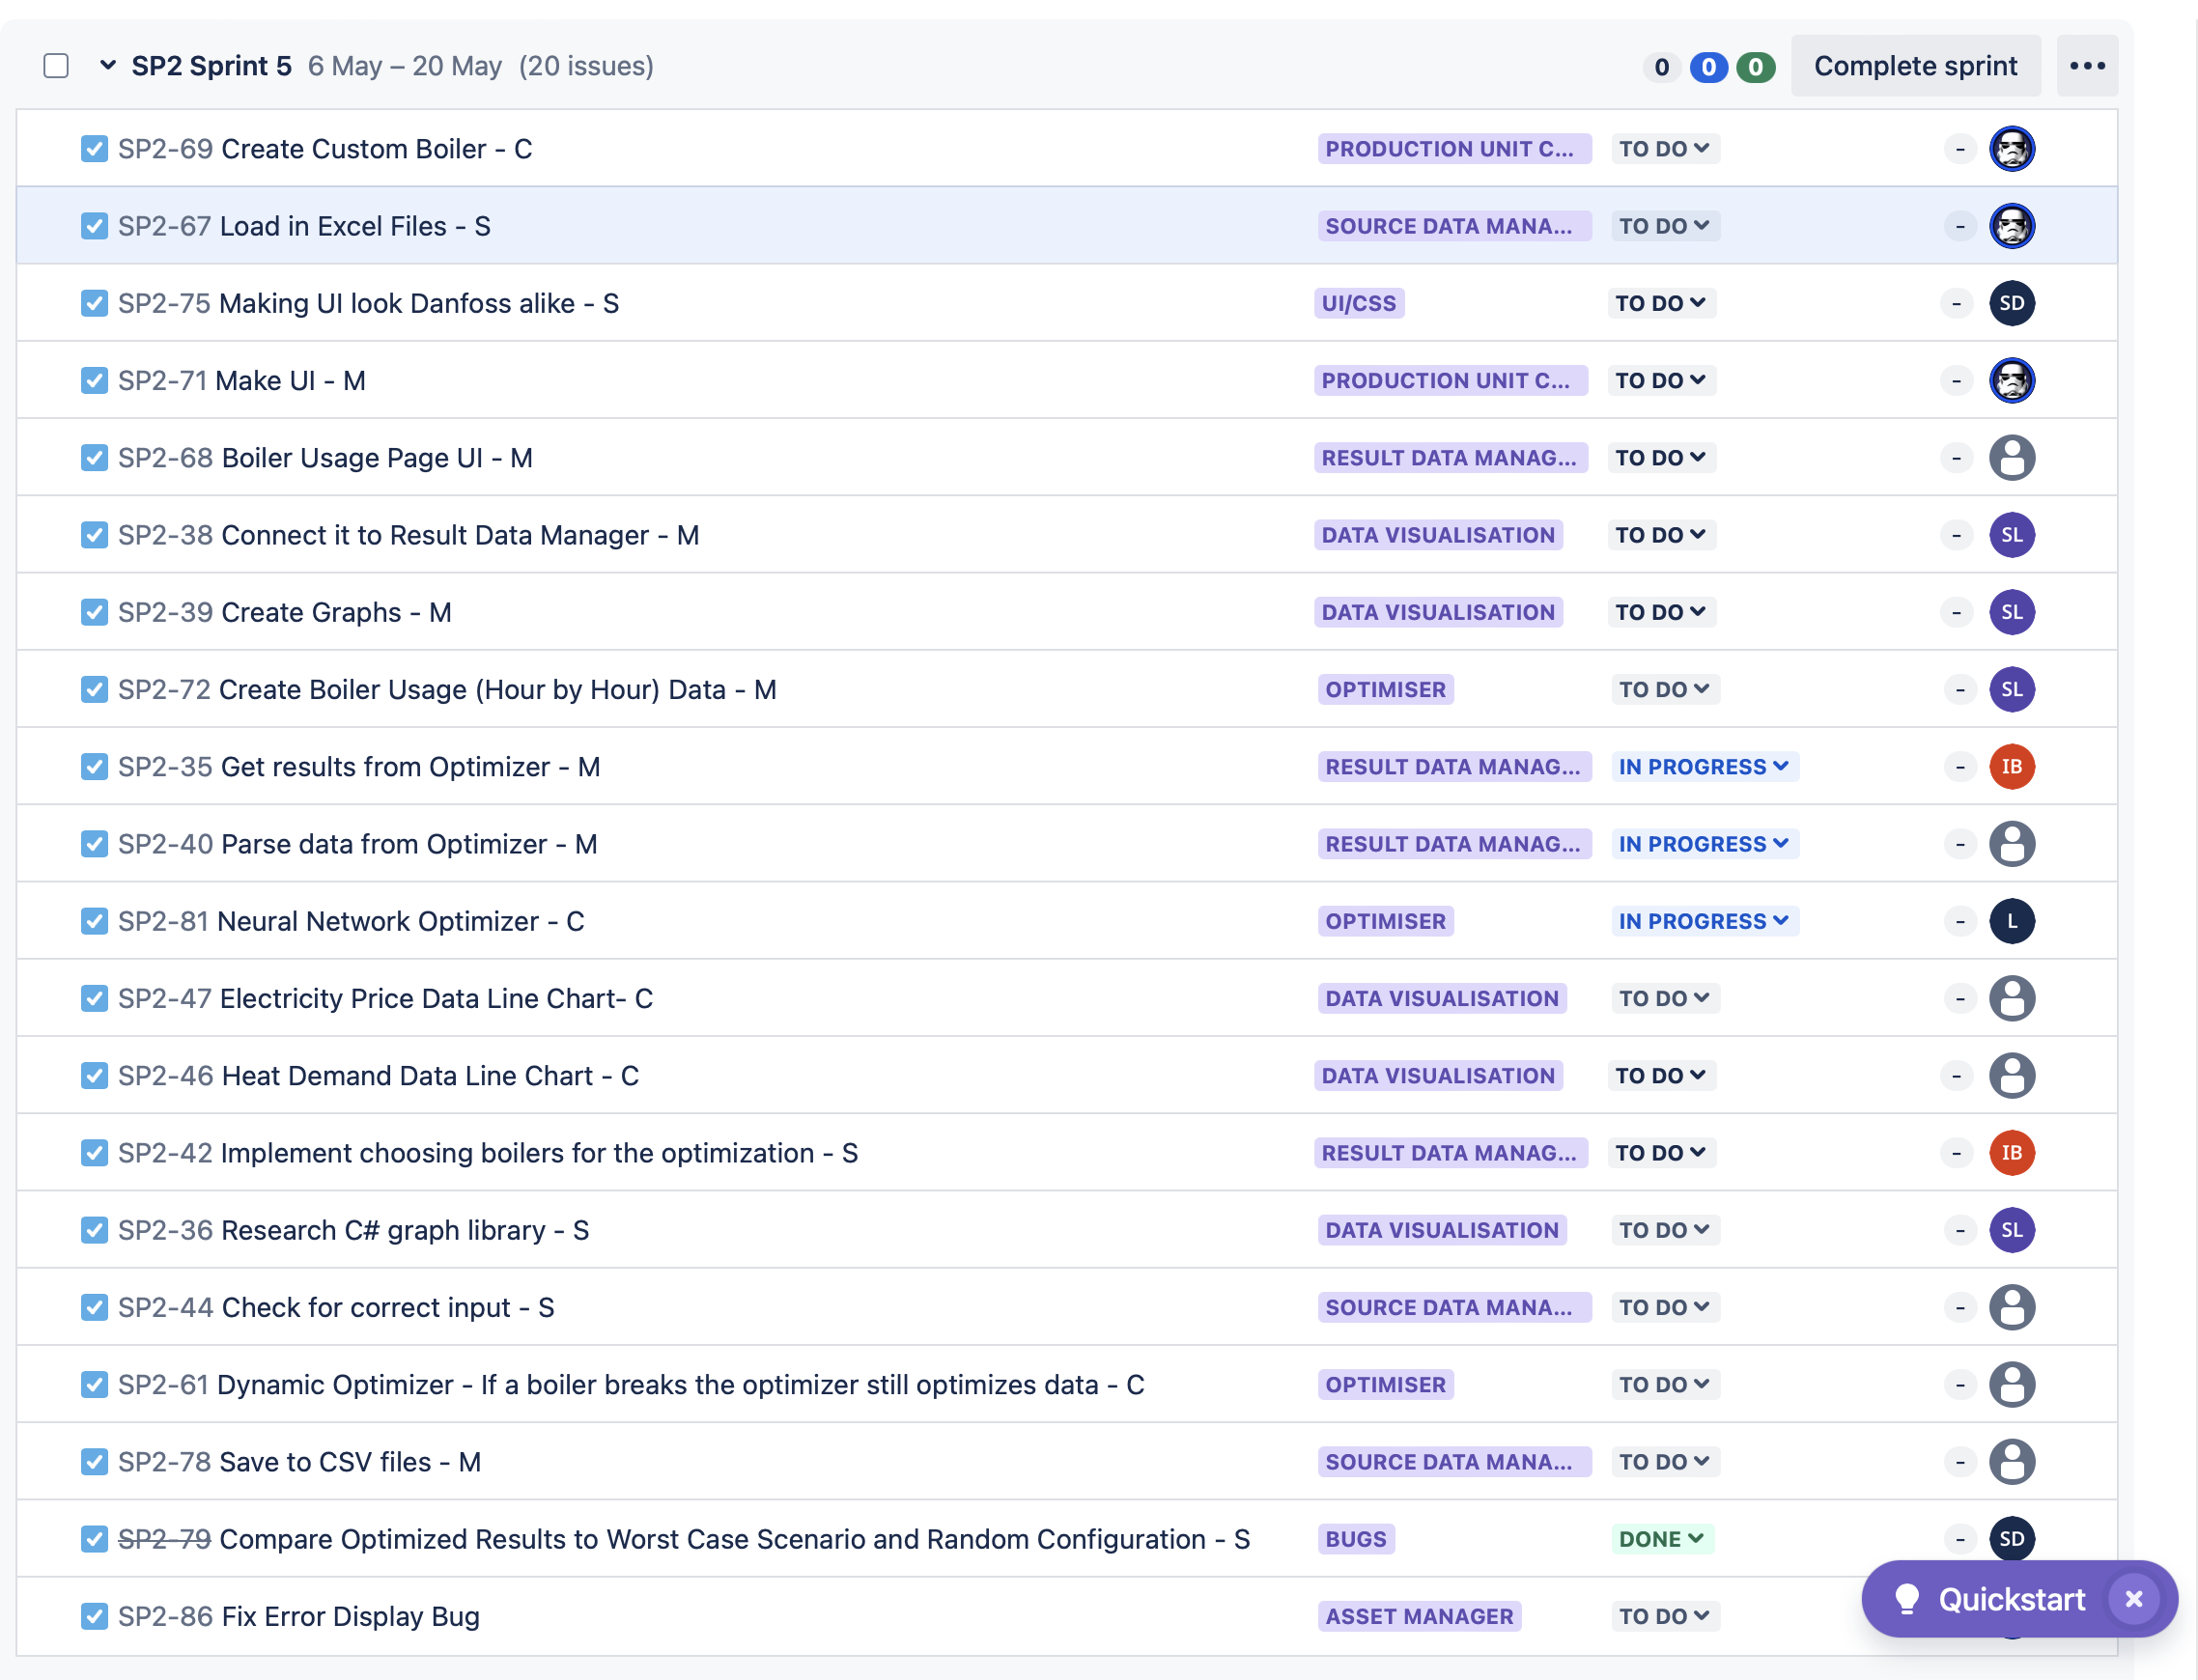 SP2 Sprint 5 6 May – 20 May (20 issues) 0 0 0 Complete sprint
SP2-69 Create Custom Boiler - C PRODUCTION UNIT C... TO DO -
SP2-67 Load in Excel Files - S SOURCE DATA MANA... TO DO -
SP2-75 Making UI look Danfoss alike - S UI/CSS TO DO - SD
SP2-71 Make UI - M PRODUCTION UNIT C... TO DO -
SP2-68 Boiler Usage Page UI - M RESULT DATA MANAG... TO DO -
SP2-38 Connect it to Result Data Manager - M DATA VISUALISATION TO DO - SL
SP2-39 Create Graphs - M DATA VISUALISATION TO DO - SL
SP2-72 Create Boiler Usage (Hour by Hour) Data - M OPTIMISER TO DO - SL
SP2-35 Get results from Optimizer - M RESULT DATA MANAG... IN PROGRESS - IB
SP2-40 Parse data from Optimizer - M RESULT DATA MANAG... IN PROGRESS -
SP2-81 Neural Network Optimizer - C OPTIMISER IN PROGRESS - L
SP2-47 Electricity Price Data Line Chart- C DATA VISUALISATION TO DO -
SP2-46 Heat Demand Data Line Chart - C DATA VISUALISATION TO DO -
SP2-42 Implement choosing boilers for the optimization - S RESULT DATA MANAG... TO DO - IB
SP2-36 Research C# graph library - S DATA VISUALISATION TO DO - SL
SP2-44 Check for correct input - S SOURCE DATA MANA... TO DO -
SP2-61 Dynamic Optimizer - If a boiler breaks the optimizer still optimizes data - C OPTIMISER TO DO -
SP2-78 Save to CSV files - M SOURCE DATA MANA... TO DO -
SP2-79 Compare Optimized Results to Worst Case Scenario and Random Configuration - S BUGS DONE - SD
SP2-86 Fix Error Display Bug ASSET MANAGER TO DO
Quickstart